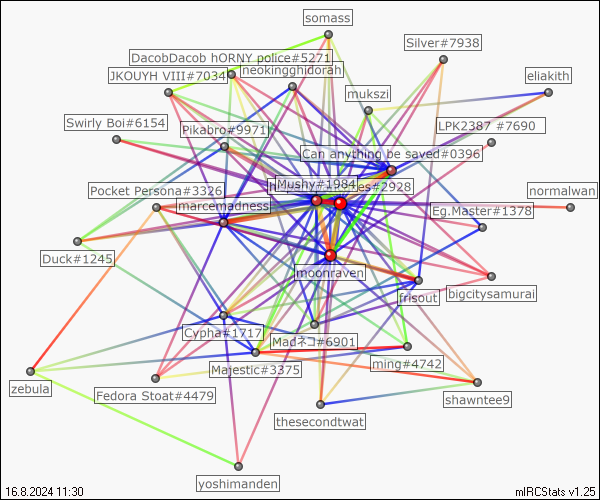 somass
Silver#7938
DacobDacob hORNY police#5271
neokingghidorah
JKOUYH VIII#7034
eliakith
mukszi
Swirly Boi#6154
Pikabro#9971
LPK2387 #7690
Can anything be saved#0396
Mushy#1984
es#2928
Pocket Persona#3326
marcemadness
normalwan
Eg.Master#1378
Duck#1245
moonraven
frisout
bigcitysamurai
Cypha#1717
Madネコ#6901
Majestic#3375
ming#4742
zebula
Fedora Stoat#4479
shawntee9
thesecondtwat
yoshimanden
16.8.2024 11:30
mIRCStats v1.25